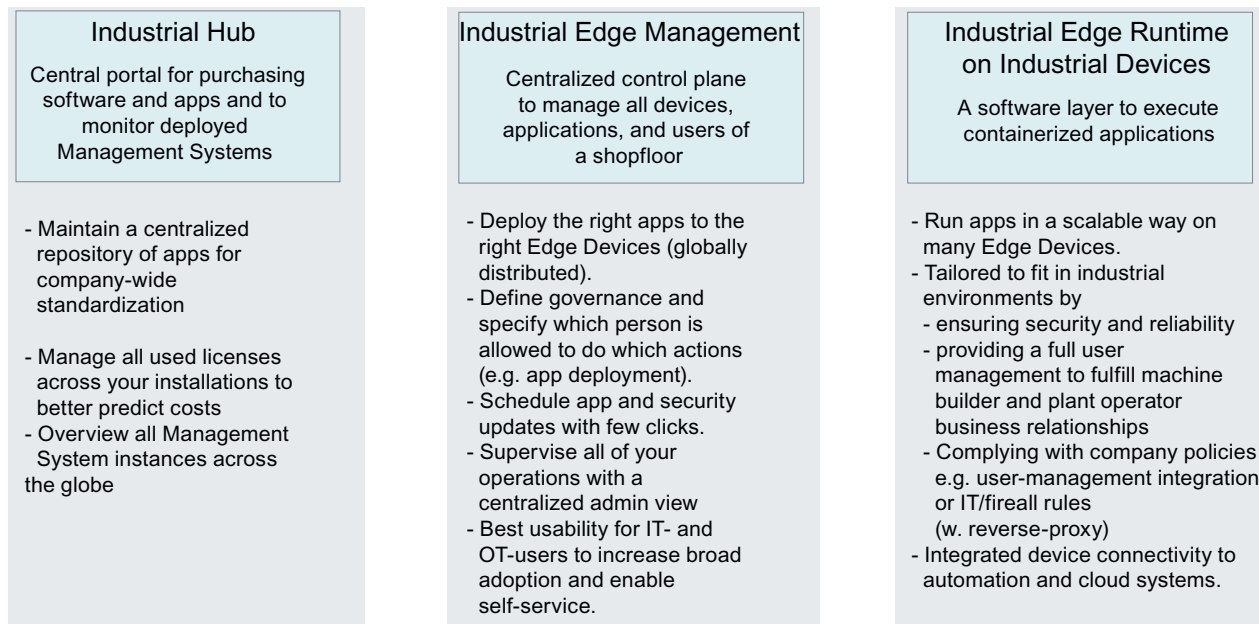 Industrial Hub
Central portal for purchasing
software and apps and to
monitor deployed
Management Systems
- Maintain a centralized
repository of apps for
company-wide
standardization
- Manage all used licenses
across your installations to
better predict costs
- Overview all Management
System instances across
the globe
Industrial Edge Management
Centralized control plane
to manage all devices,
applications, and users of
a shopfloor
- Deploy the right apps to the
right Edge Devices (globally
distributed).
- Define governance and
specify which person is
allowed to do which actions
(e.g. app deployment).
- Schedule app and security
updates with few clicks.
- Supervise all of your
operations with a
centralized admin view
- Best usability for IT- and
OT-users to increase broad
adoption and enable
self-service.
Industrial Edge Runtime
on Industrial Devices
A software layer to execute
containerized applications
- Run apps in a scalable way on
many Edge Devices.
- Tailored to fit in industrial
environments by
- ensuring security and reliability
- providing a full user
management to fulfill machine
builder and plant operator
business relationships
- Complying with company policies
e.g. user-management integration
or IT/fireall rules
(w. reverse-proxy)
- Integrated device connectivity to
automation and cloud systems.